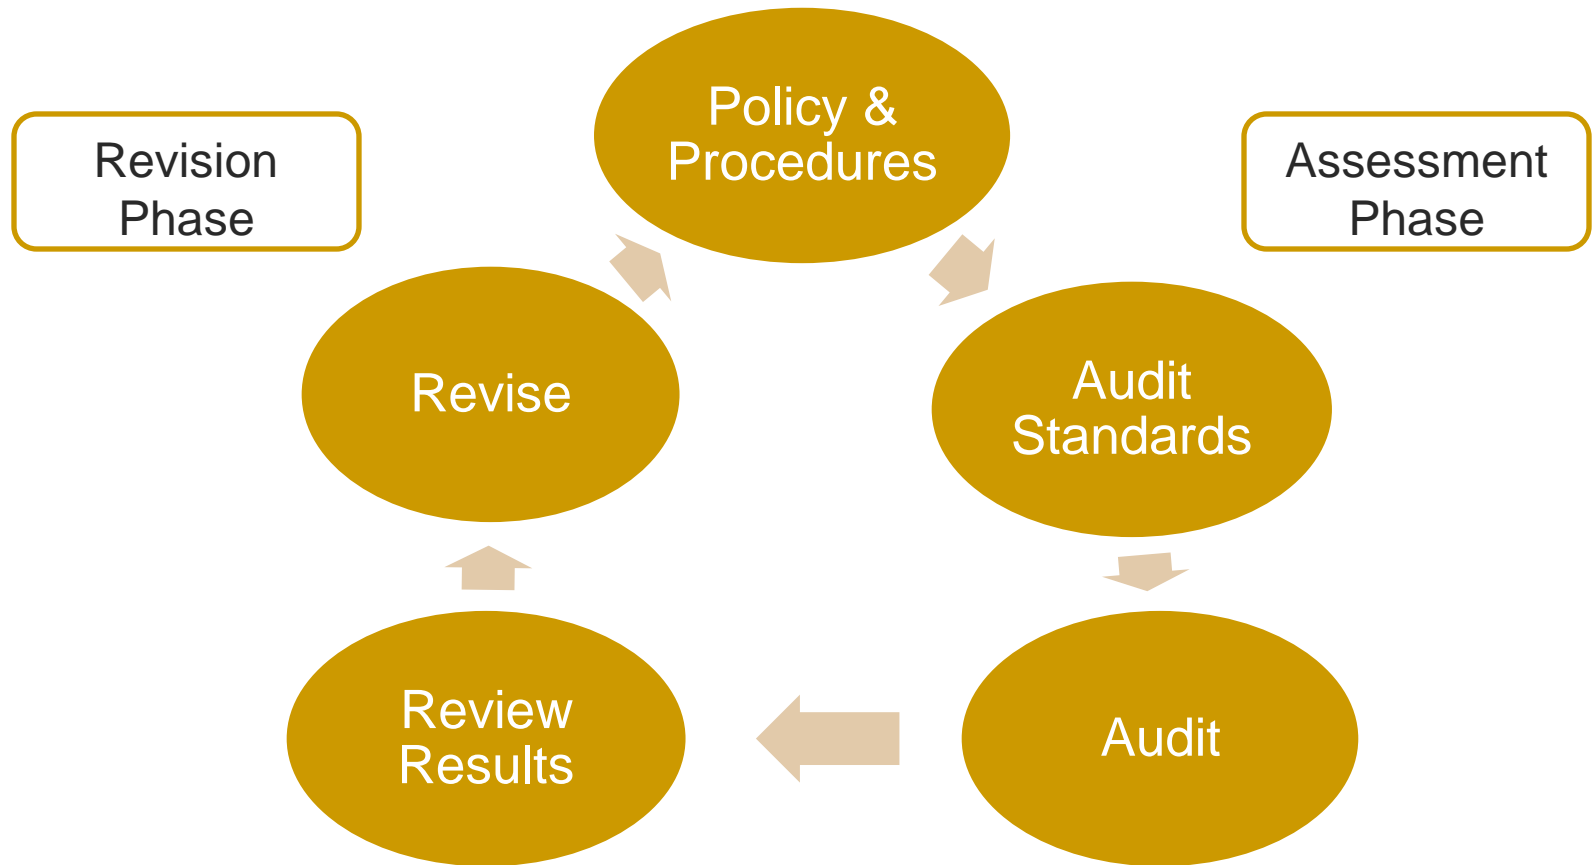 Policy &
Procedures
Revision
Phase
Assessment
Phase
Revise
Audit
Standards
Review
Results
Audit